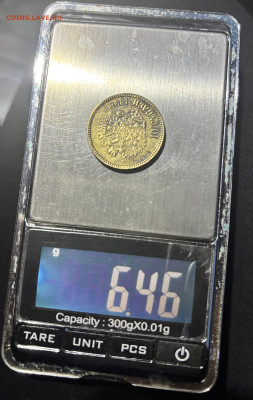 COINS.LAVE.RU
g
6.46
Capacity : 300gX0.01g
TARE UNIT PCS